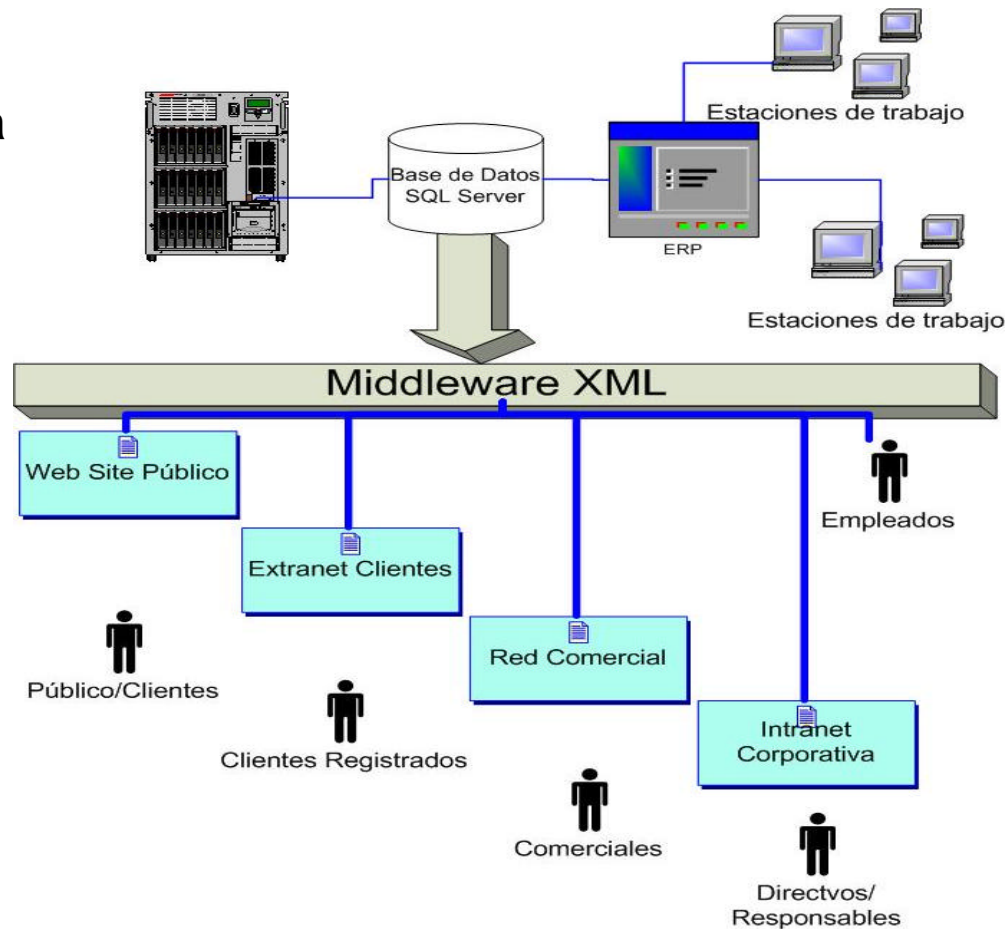 n
Estaciones de trabajo
Base de Datos
SQL Server
ERP
Estaciones de trabajo
Middleware XML
Web Site Público
Empleados
Extranet Clientes
Red Comercial
Público/Clientes
Intranet
Corporativa
Clientes Registrados
Comerciales
Directvos/
Responsables